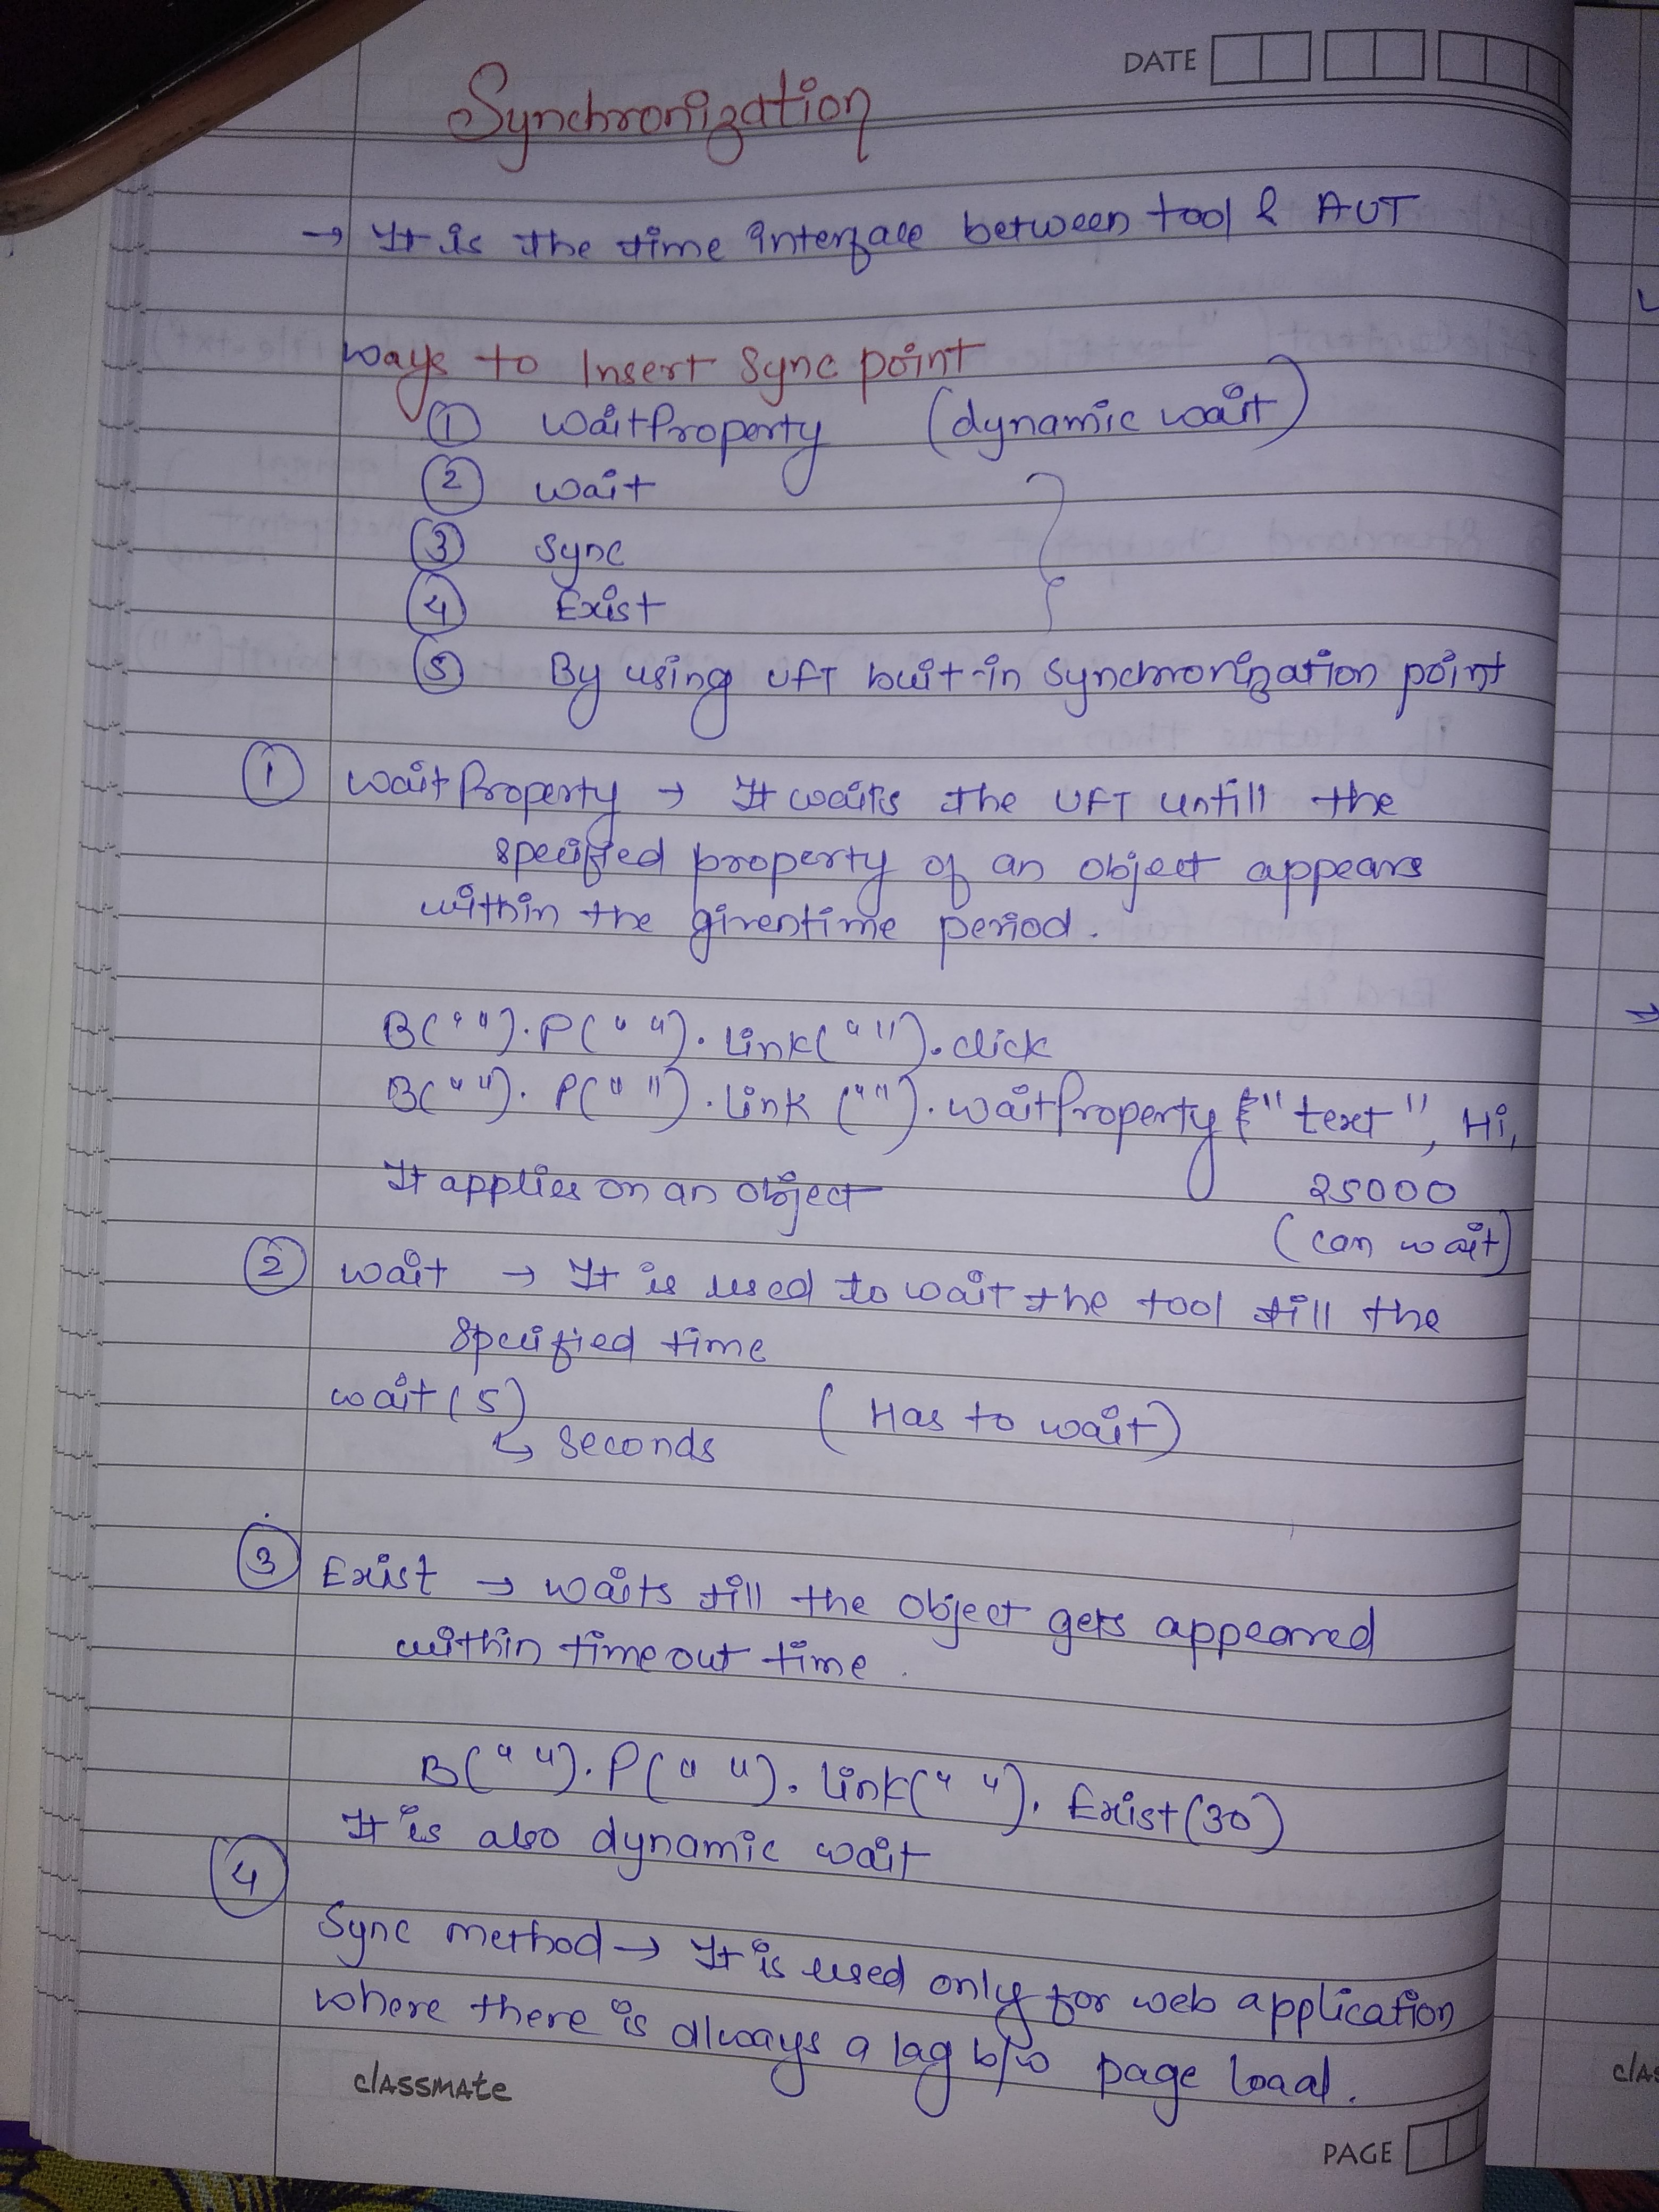 DATE
Synchronization
→ It is the time interface between tool & AUT
Ways to Insert Sync point
① WaitProperty (dynamic wait)
② wait
③ Sync
④ Exist
⑤ By using UFT buit-in synchronization point
① WaitProperty → It waits the UFT untill the
specified property of an object appears
within the given time period.
B(" "). P(" "). Link(" "). click
B(" "). P(" "). Link (" "). waitProperty "text", Hi,
25000
It applies on an object
(can wait)
② wait → It is used to wait the tool till the
specified time
wait(5) (Has to wait)
↳ seconds
③ Exist → waits till the object gets appeared
within timeout time.
B(" "). P(" "). Link(" "). Exist(30)
It is also dynamic wait
④
Sync method → It is used only for web application
where there is always a lag b/w page load.
classmate
PAGE